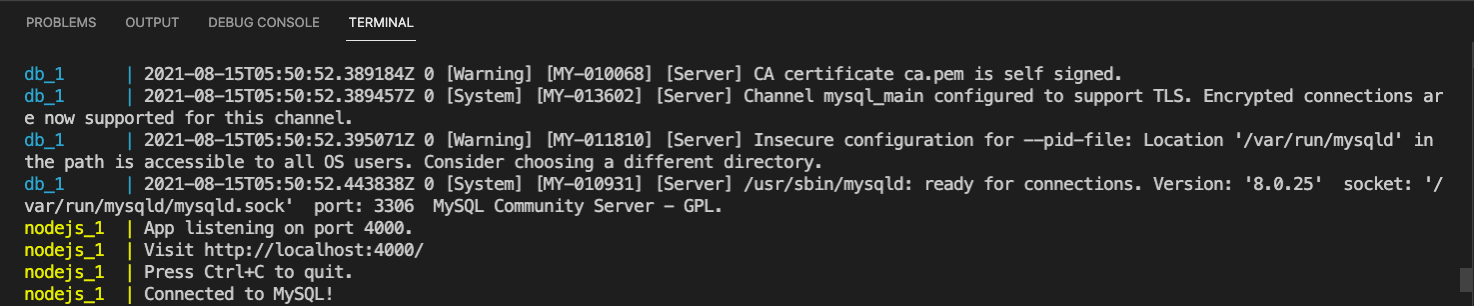 PROBLEMS OUTPUT DEBUG CONSOLE TERMINAL
db_1 | 2021-08-15T05:50:52.389184Z 0 [Warning] [MY-010068] [Server] CA certificate ca.pem is self signed.
db_1 | 2021-08-15T05:50:52.389457Z 0 [System] [MY-013602] [Server] Channel mysql_main configured to support TLS. Encrypted connections ar
e now supported for this channel.
db_1 | 2021-08-15T05:50:52.395071Z 0 [Warning] [MY-011810] [Server] Insecure configuration for --pid-file: Location '/var/run/mysqld' in
the path is accessible to all OS users. Consider choosing a different directory.
db_1 | 2021-08-15T05:50:52.443838Z 0 [System] [MY-010931] [Server] /usr/sbin/mysqld: ready for connections. Version: '8.0.25'  socket: '/
var/run/mysqld/mysqld.sock'  port: 3306  MySQL Community Server - GPL.
nodejs_1 | App listening on port 4000.
nodejs_1 | Visit http://localhost:4000/
nodejs_1 | Press Ctrl+C to quit.
nodejs_1 | Connected to MySQL!